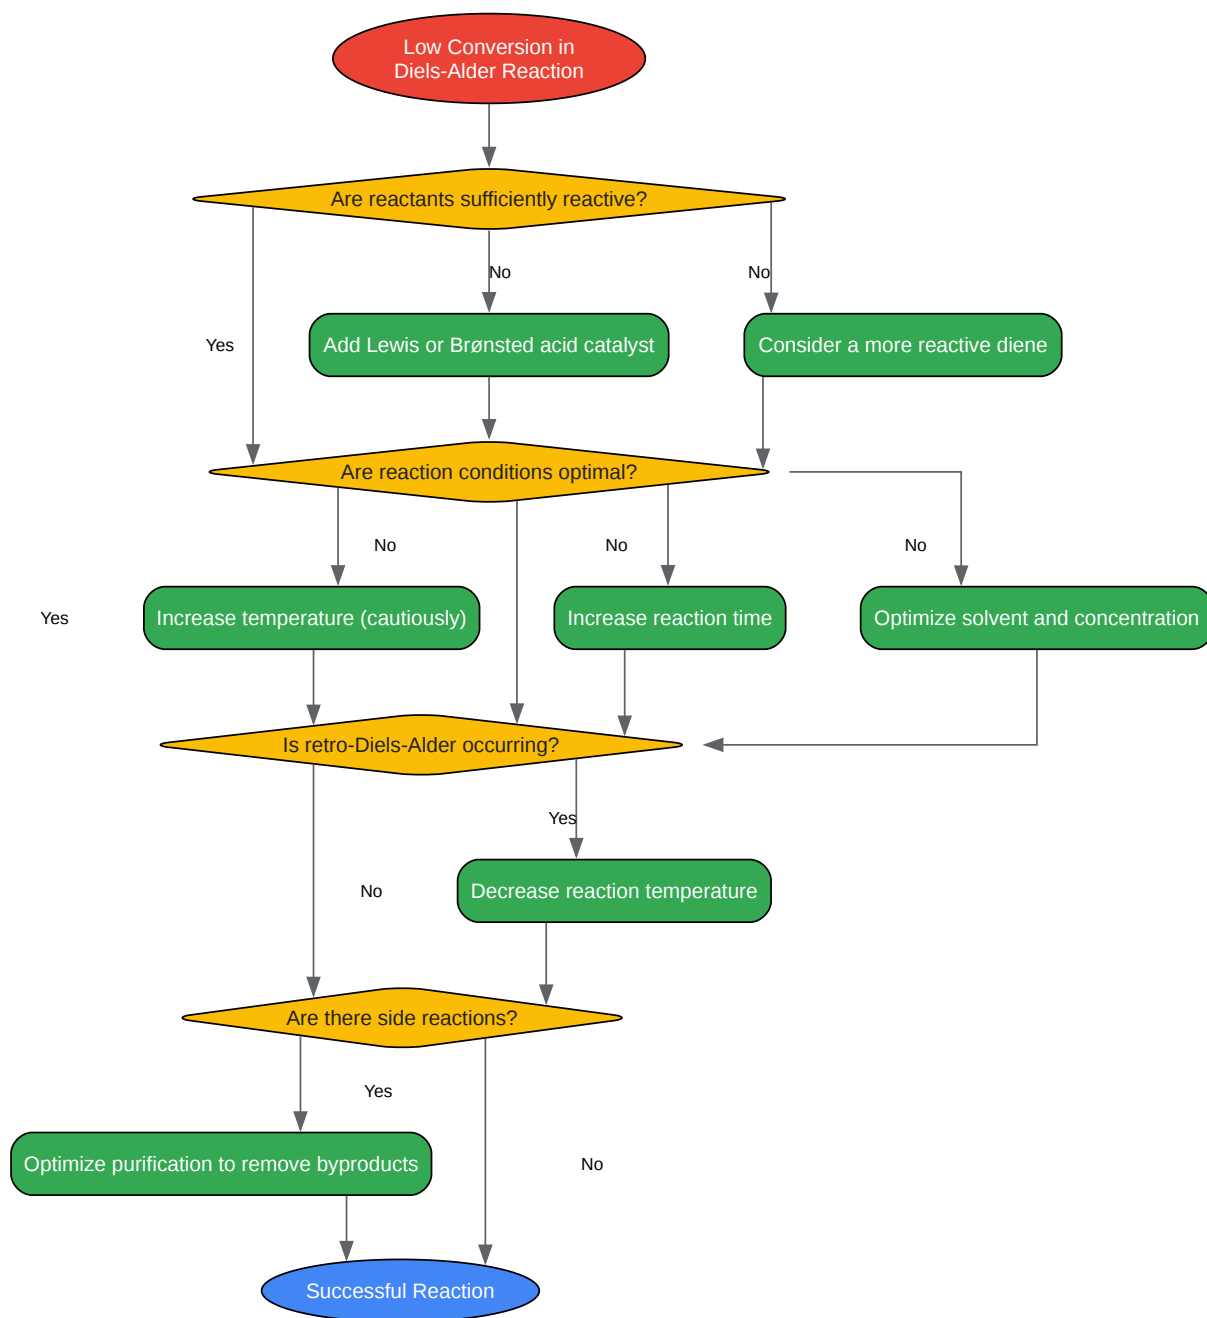 Low Conversion in
Diels-Alder Reaction
Are reactants sufficiently reactive?
No
No
Yes
Add Lewis or Brønsted acid catalyst
Consider a more reactive diene
Are reaction conditions optimal?
No
No
No
Yes
Increase temperature (cautiously)
Increase reaction time
Optimize solvent and concentration
Is retro-Diels-Alder occurring?
Yes
No
Decrease reaction temperature
Are there side reactions?
Yes
Optimize purification to remove byproducts
No
Successful Reaction